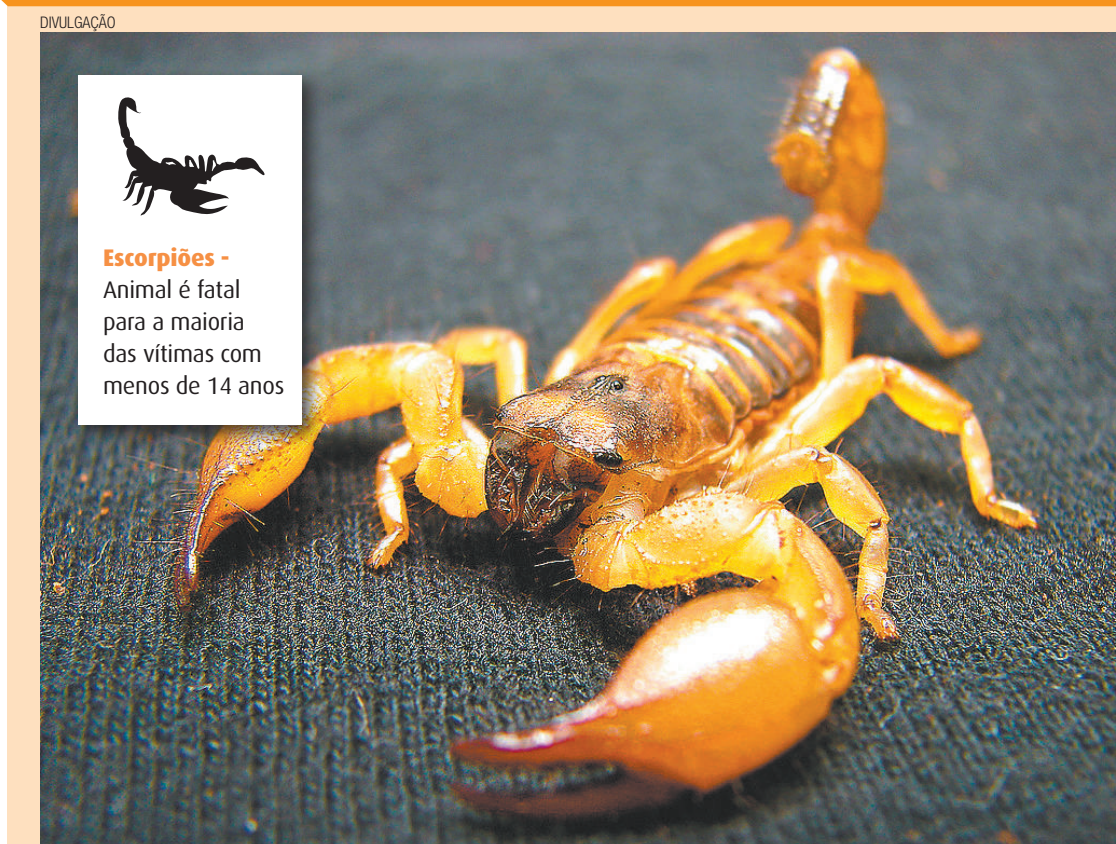 DIVULGAÇÃO
Escorpiões -
Animal é fatal
para a maioria
das vítimas com
menos de 14 anos